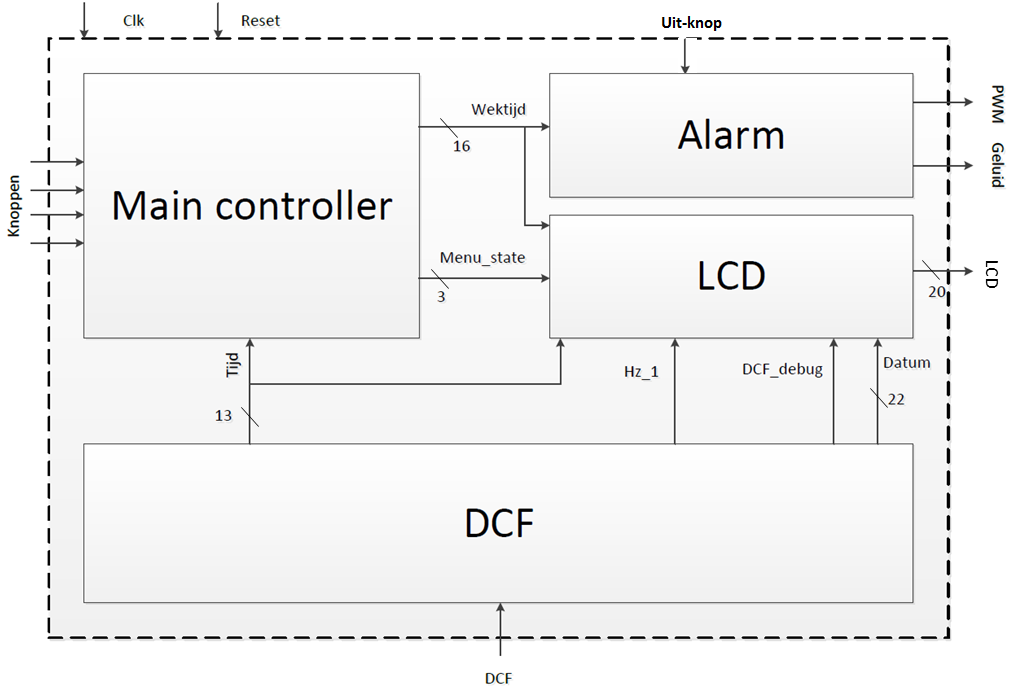 Clk
Reset
Uit-knop
Wektijd
16
Alarm
PWM
Geluid
Knoppen
Main controller
Menu_state
3
LCD
20
LCD
Tijd
13
Hz_1
DCF_debug
Datum
22
DCF
DCF